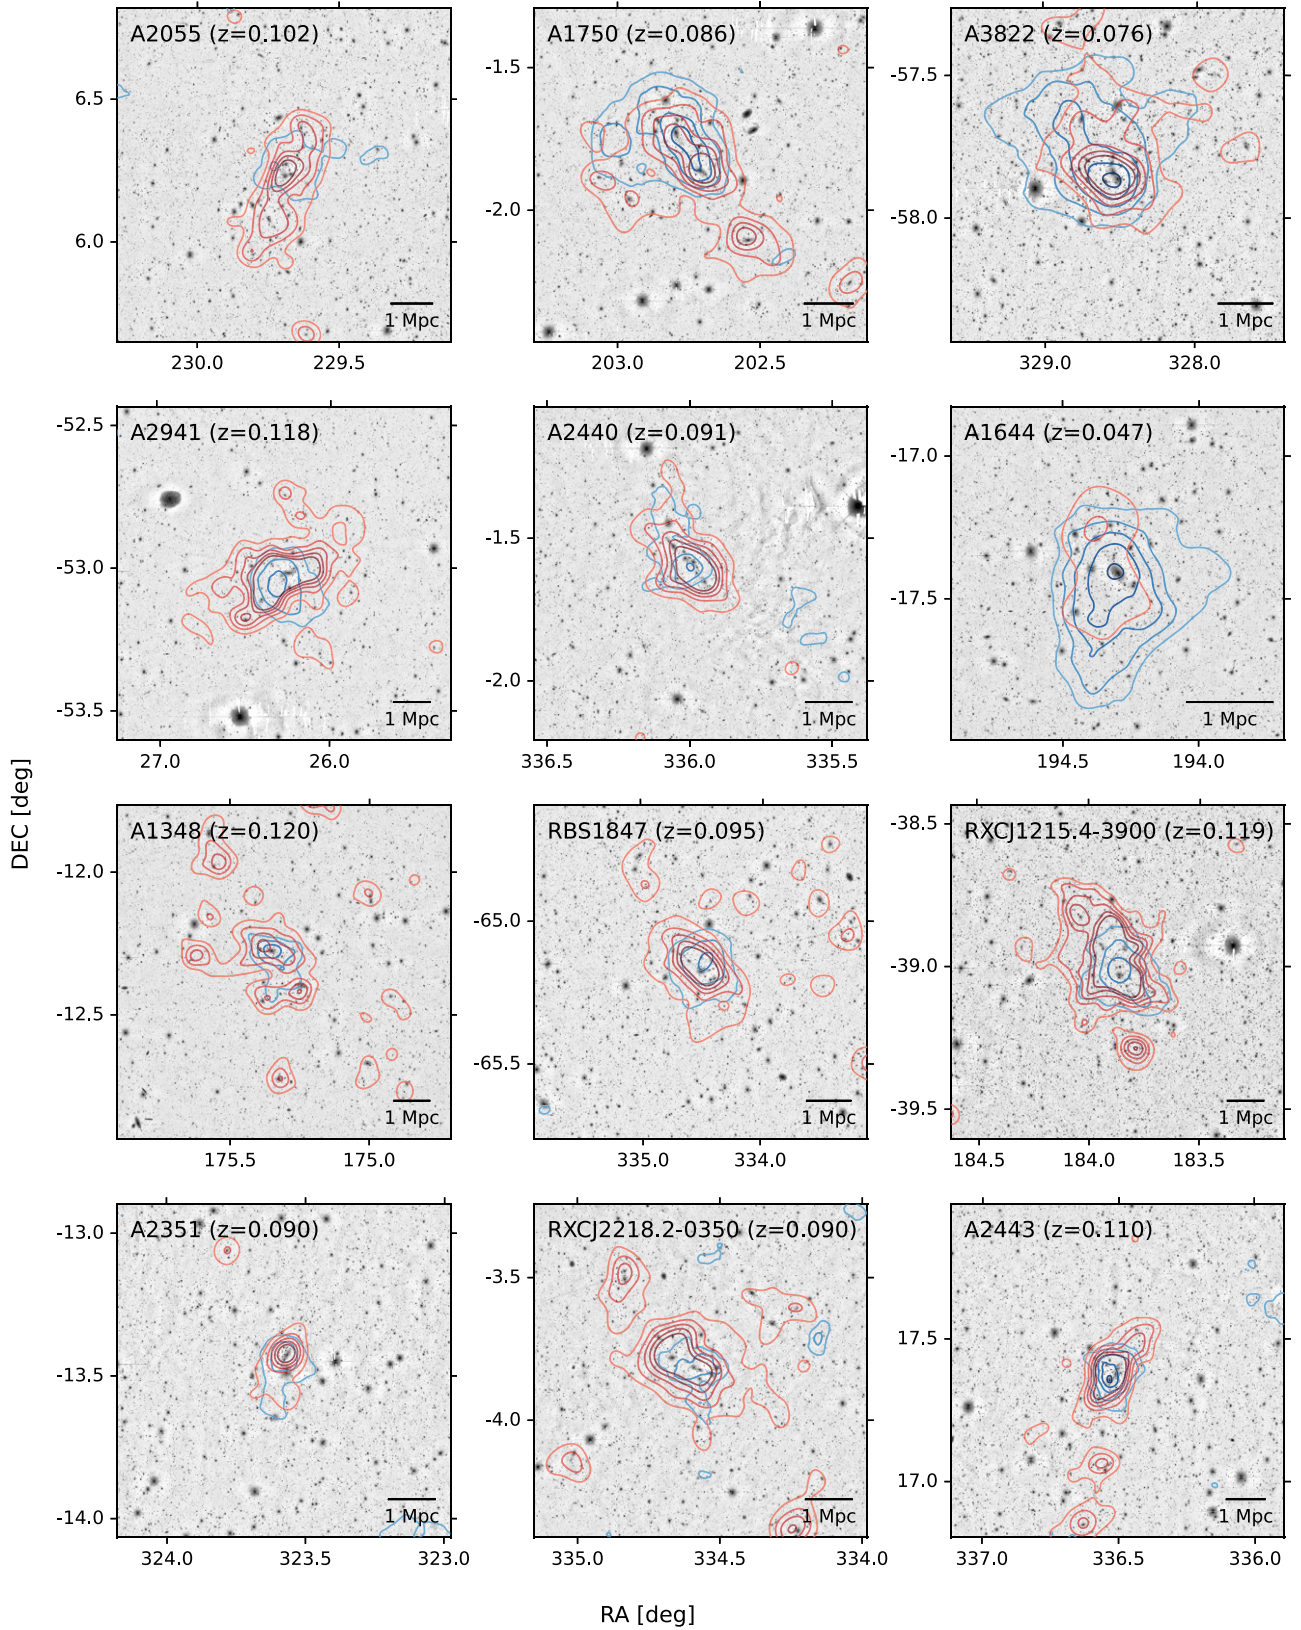 A2055 (z=0.102)
6.5
6.0
1 Mpc
230.0 229.5
A1750 (z=0.086)
-1.5
-2.0
1 Mpc
203.0 202.5
A3822 (z=0.076)
-57.5
-58.0
1 Mpc
329.0 328.0
A2941 (z=0.118)
-52.5
-53.0
-53.5
1 Mpc
27.0 26.0
A2440 (z=0.091)
-1.5
-2.0
1 Mpc
336.5 336.0 335.5
A1644 (z=0.047)
-17.0
-17.5
1 Mpc
194.5 194.0
DEC [deg]
A1348 (z=0.120)
-12.0
-12.5
1 Mpc
175.5 175.0
RBS1847 (z=0.095)
-65.0
-65.5
1 Mpc
335.0 334.0
RXCJ1215.4-3900 (z=0.119)
-38.5
-39.0
-39.5
1 Mpc
184.5 184.0 183.5
A2351 (z=0.090)
-13.0
-13.5
-14.0
1 Mpc
324.0 323.5 323.0
RXCJ2218.2-0350 (z=0.090)
-3.5
-4.0
1 Mpc
335.0 334.5 334.0
A2443 (z=0.110)
17.5
17.0
1 Mpc
337.0 336.5 336.0
RA [deg]